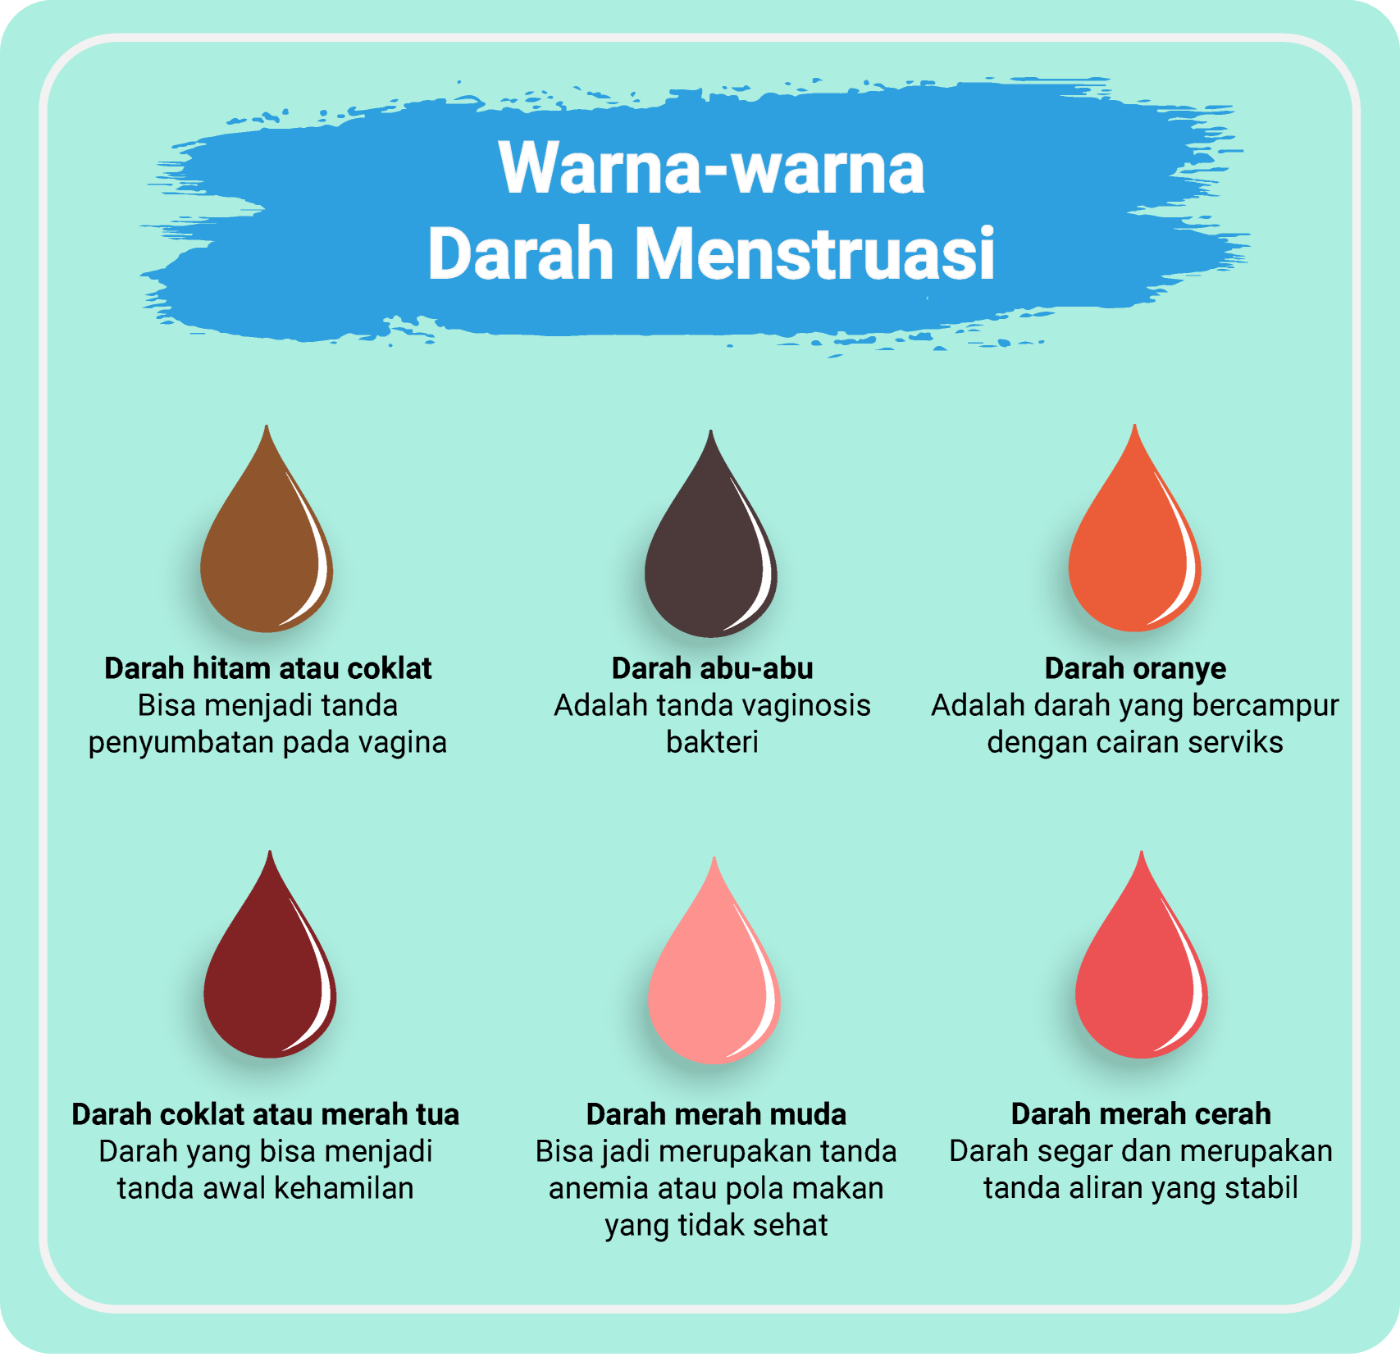 Warna-warna
Darah Menstruasi
Darah hitam atau coklat
Bisa menjadi tanda
penyumbatan pada vagina
Darah abu-abu
Adalah tanda vaginosis
bakteri
Darah oranye
Adalah darah yang bercampur
dengan cairan serviks
Darah coklat atau merah tua
Darah yang bisa menjadi
tanda awal kehamilan
Darah merah muda
Bisa jadi merupakan tanda
anemia atau pola makan
yang tidak sehat
Darah merah cerah
Darah segar dan merupakan
tanda aliran yang stabil